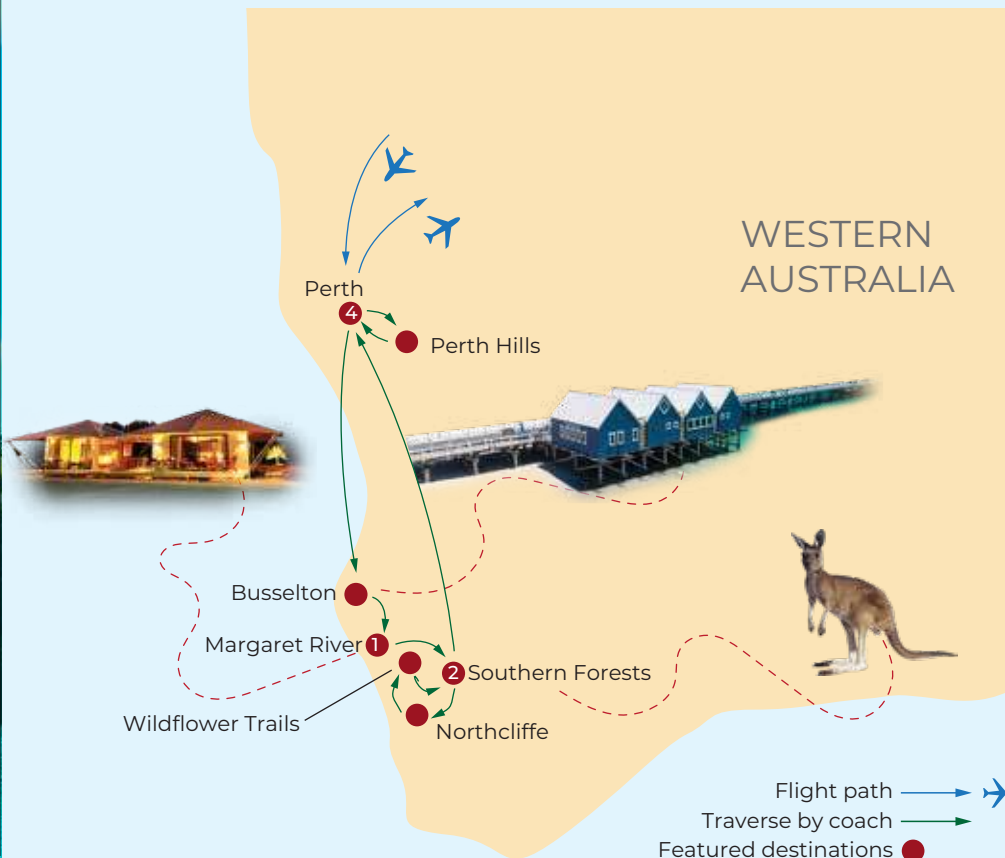 WESTERN
AUSTRALIA
Perth
4
Perth Hills
Busselton
Margaret River
1
2
Southern Forests
Wildflower Trails
Northcliffe
Flight path
Traverse by coach
Featured destinations